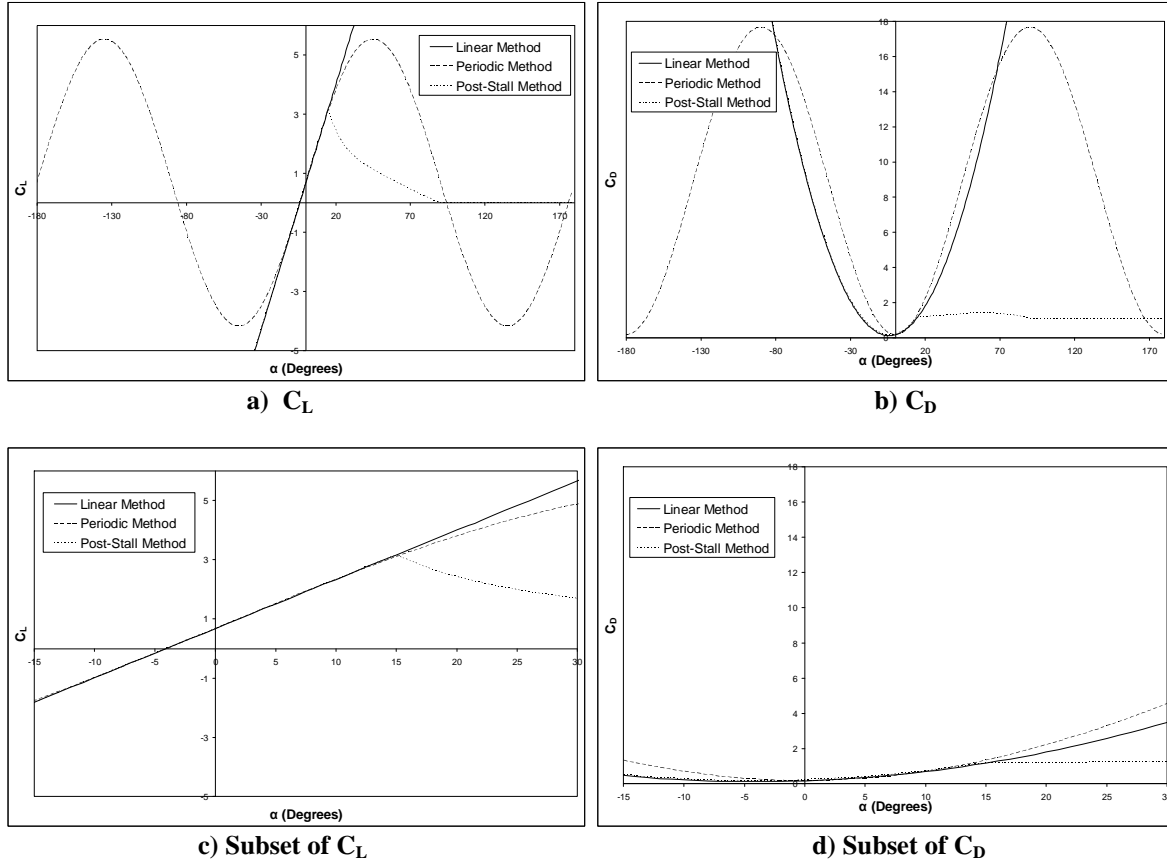 Linear Method
Periodic Method
Post-Stall Method
C_L
5
3
1
-1
-3
-5
-180 -130 -80 -30 20 70 120 170
α (Degrees)
a) C_L
Linear Method
Periodic Method
Post-Stall Method
C_D
18
16
14
12
10
8
6
4
2
0
-180 -130 -80 -30 20 70 120 170
α (Degrees)
b) C_D
Linear Method
Periodic Method
Post-Stall Method
C_L
5
3
1
-1
-3
-5
-15 -10 -5 0 5 10 15 20 25 30
α (Degrees)
c) Subset of C_L
Linear Method
Periodic Method
Post-Stall Method
C_D
18
16
14
12
10
8
6
4
2
0
-15 -10 -5 0 5 10 15 20 25 30
α (Degrees)
d) Subset of C_D